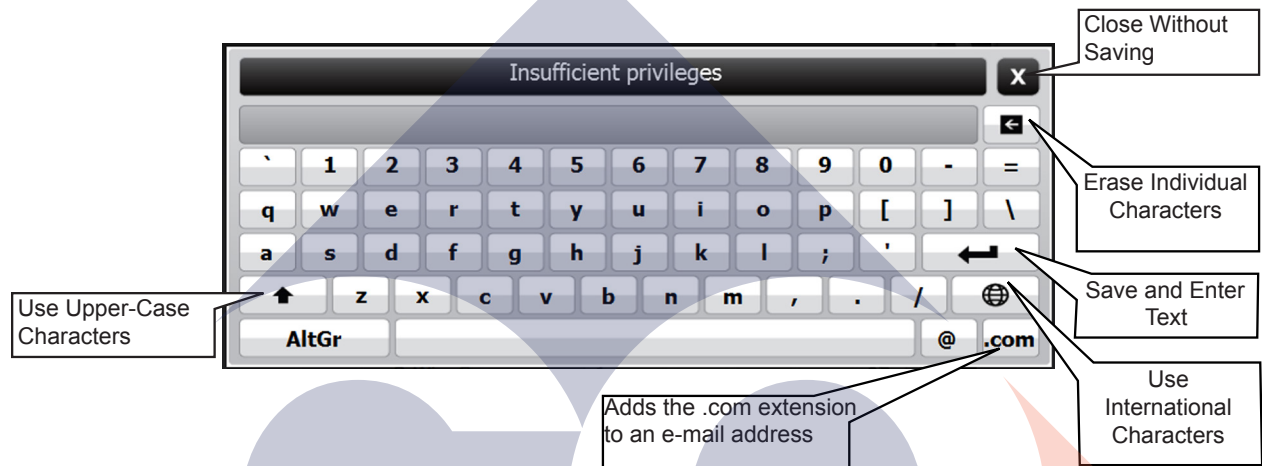 Close Without
Saving
Insufficient privileges
X
` 1 2 3 4 5 6 7 8 9 0 - =
q w e r t y u i o p [ ] \
Erase Individual
Characters
a s d f g h j k l ; '
z x c v b n m , . /
Use Upper-Case
Characters
Save and Enter
Text
AltGr @ .com
Adds the .com extension
to an e-mail address
Use
International
Characters